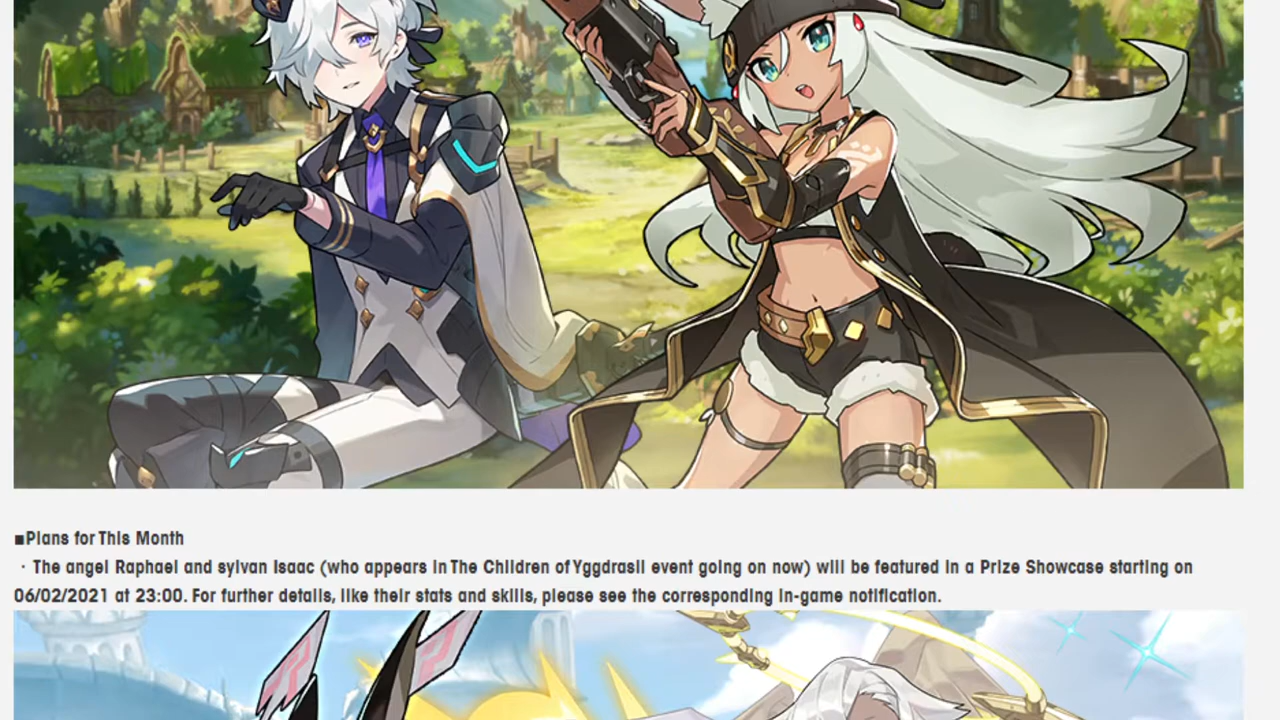 ■Plans for This Month
・The angel Raphael and sylvan Isaac (who appears in The Children of Yggdrasil event going on now) will be featured in a Prize Showcase starting on
06/02/2021 at 23:00. For further details, like their stats and skills, please see the corresponding in-game notification.